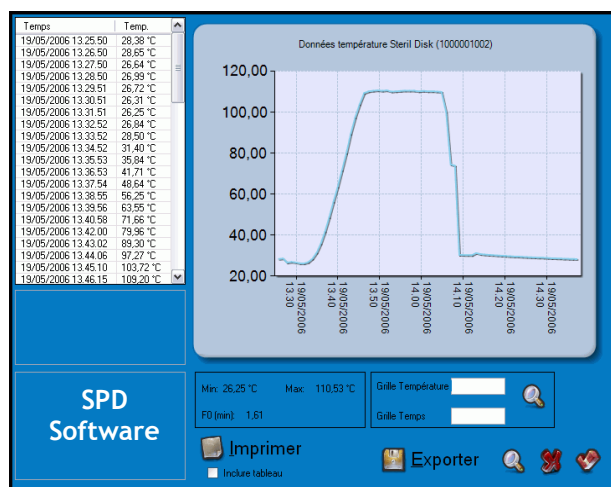 Temps Temp.
19/05/2006 13.25.50 28,38 °C
19/05/2006 13.26.50 28,65 °C
19/05/2006 13.27.50 26,64 °C
19/05/2006 13.28.50 26,99 °C
19/05/2006 13.29.51 26,72 °C
19/05/2006 13.30.51 26,31 °C
19/05/2006 13.31.51 26,25 °C
19/05/2006 13.32.52 26,84 °C
19/05/2006 13.33.52 28,50 °C
19/05/2006 13.34.52 31,40 °C
19/05/2006 13.35.53 35,84 °C
19/05/2006 13.36.53 41,71 °C
19/05/2006 13.37.54 48,64 °C
19/05/2006 13.38.55 56,25 °C
19/05/2006 13.39.56 63,55 °C
19/05/2006 13.40.58 71,66 °C
19/05/2006 13.42.00 79,96 °C
19/05/2006 13.43.02 89,30 °C
19/05/2006 13.44.06 97,27 °C
19/05/2006 13.45.10 103,72 °C
19/05/2006 13.46.15 109,20 °C
Données température Steril Disk (1000001002)
120,00
100,00
80,00
60,00
40,00
20,00
19/05/2006
13.30
19/05/2006
13.40
19/05/2006
13.50
19/05/2006
14.00
19/05/2006
14.10
19/05/2006
14.20
19/05/2006
14.30
SPD
Software
Min: 26,25 °C Max: 110,53 °C
F0 (min): 1,61
Grille Température
Grille Temps
Imprimer
Inclure tableau
Exporter